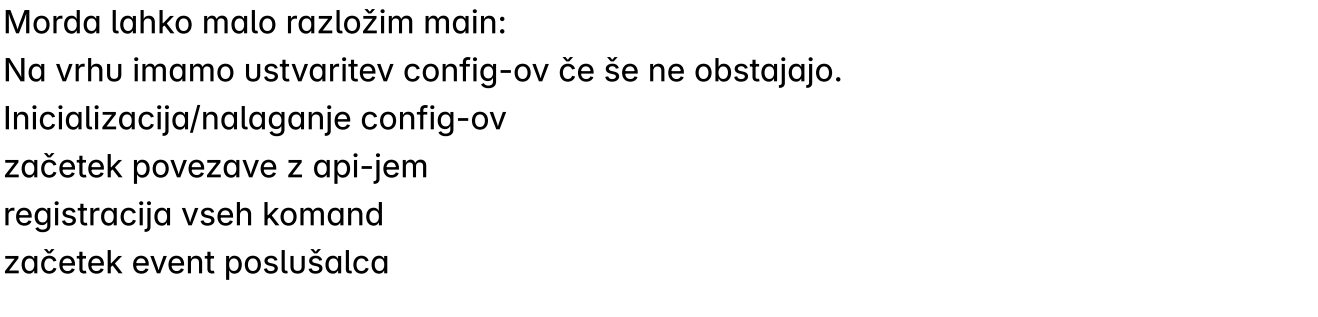 Morda lahko malo razložim main:
Na vrhu imamo ustvaritev config-ov če še ne obstajajo.
Inicializacija/nalaganje config-ov
začetek povezave z api-jem
registracija vseh komand
začetek event poslušalca